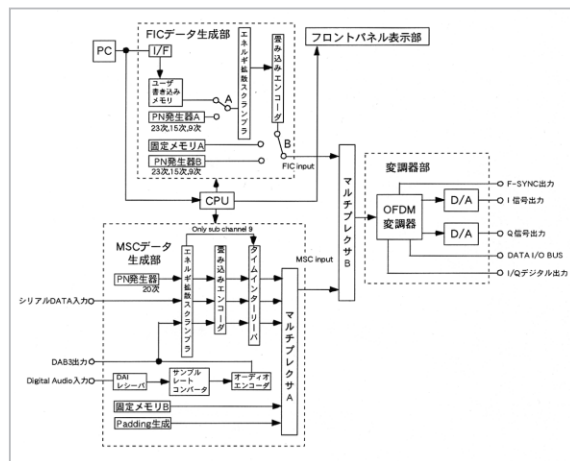 FICデータ生成部
フロントパネル表示部
PC
I/F
ユーザ
書き込み
メモリ
A
エネルギ拡散スクランブラ
畳み込みエンコーダ
PN発生器A
23次,15次,9次
固定メモリA
PN発生器B
23次,15次,9次
B
FIC input
CPU
マルチプレクサB
変調器部
OFDM
変調器
D/A
D/A
F-SYNC出力
I 信号出力
Q 信号出力
DATA I/O BUS
I/Qデジタル出力
MSCデータ
生成部
Only sub channel 9
エネルギ拡散スクランブラ
畳み込みエンコーダ
タイムインターリーバ
MSC input
PN発生器
20次
シリアルDATA入力
マルチプレクサA
DAB3出力
Digital Audio入力
DAI
レシーバ
サンプル
レート
コンバータ
オーディオ
エンコーダ
固定メモリB
Padding生成